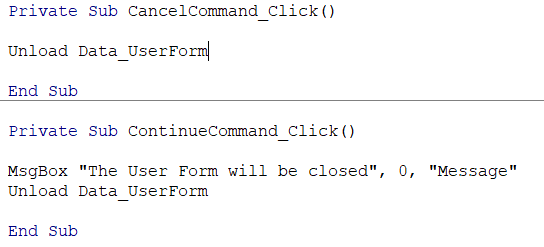 Private Sub CancelCommand_Click()
Unload Data_UserForm
End Sub
Private Sub ContinueCommand_Click()
MsgBox "The User Form will be closed", 0, "Message"
Unload Data_UserForm
End Sub